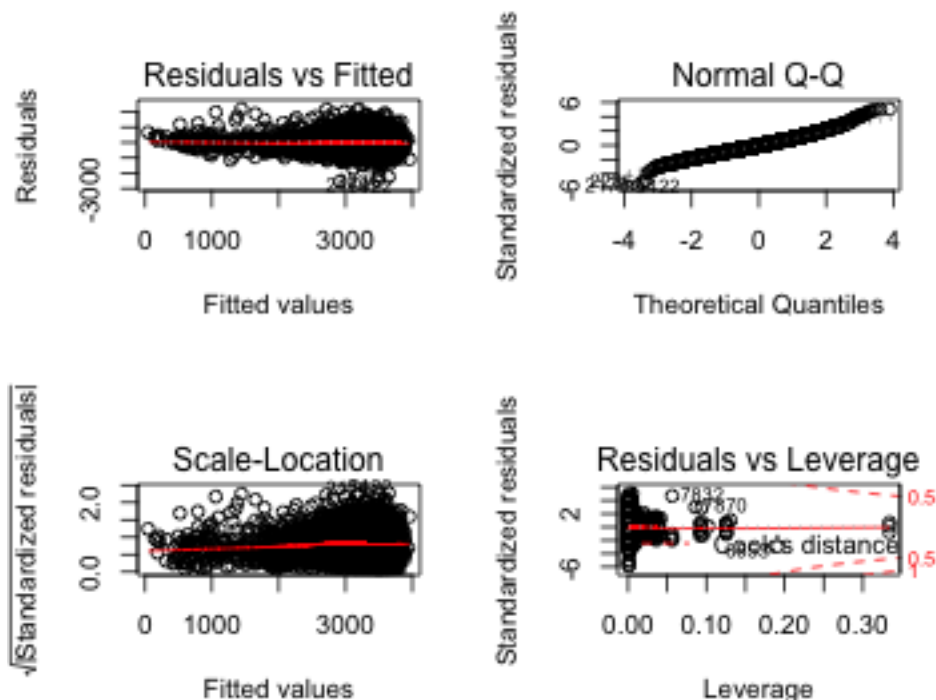 Residuals vs Fitted
Residuals
-3000
0 1000 3000
Fitted values
Normal Q-Q
Standardized residuals
-6 0 6
-4 -2 0 2 4
Theoretical Quantiles
Scale-Location
√|Standardized residuals|
0.0 2.0
0 1000 3000
Fitted values
Residuals vs Leverage
Standardized residuals
-6 2
7832
7870
Cook's distance
0.5
0.5
1
0.00 0.10 0.20 0.30
Leverage